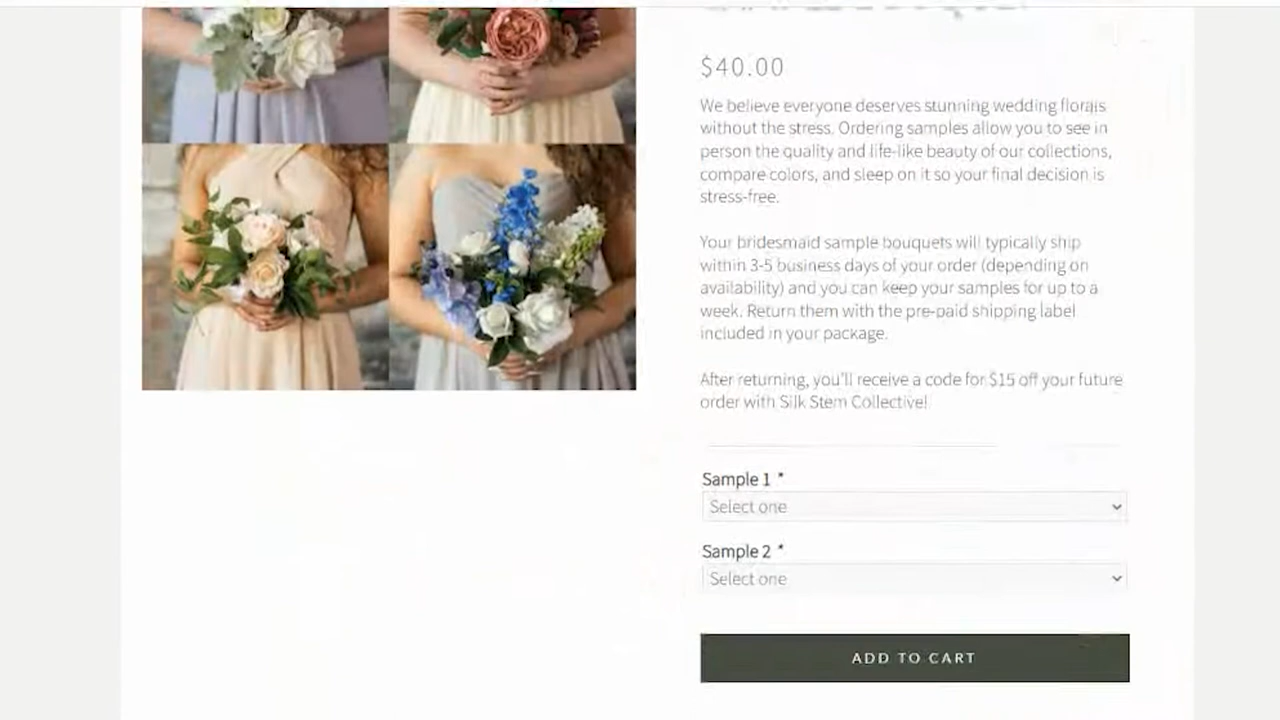 $40.00
We believe everyone deserves stunning wedding florals
without the stress. Ordering samples allow you to see in
person the quality and life-like beauty of our collections,
compare colors, and sleep on it so your final decision is
stress-free.
Your bridesmaid sample bouquets will typically ship
within 3-5 business days of your order (depending on
availability) and you can keep your samples for up to a
week. Return them with the pre-paid shipping label
included in your package.
After returning, you'll receive a code for $15 off your future
order with Silk Stem Collective!
Sample 1 *
Select one
Sample 2 *
Select one
ADD TO CART